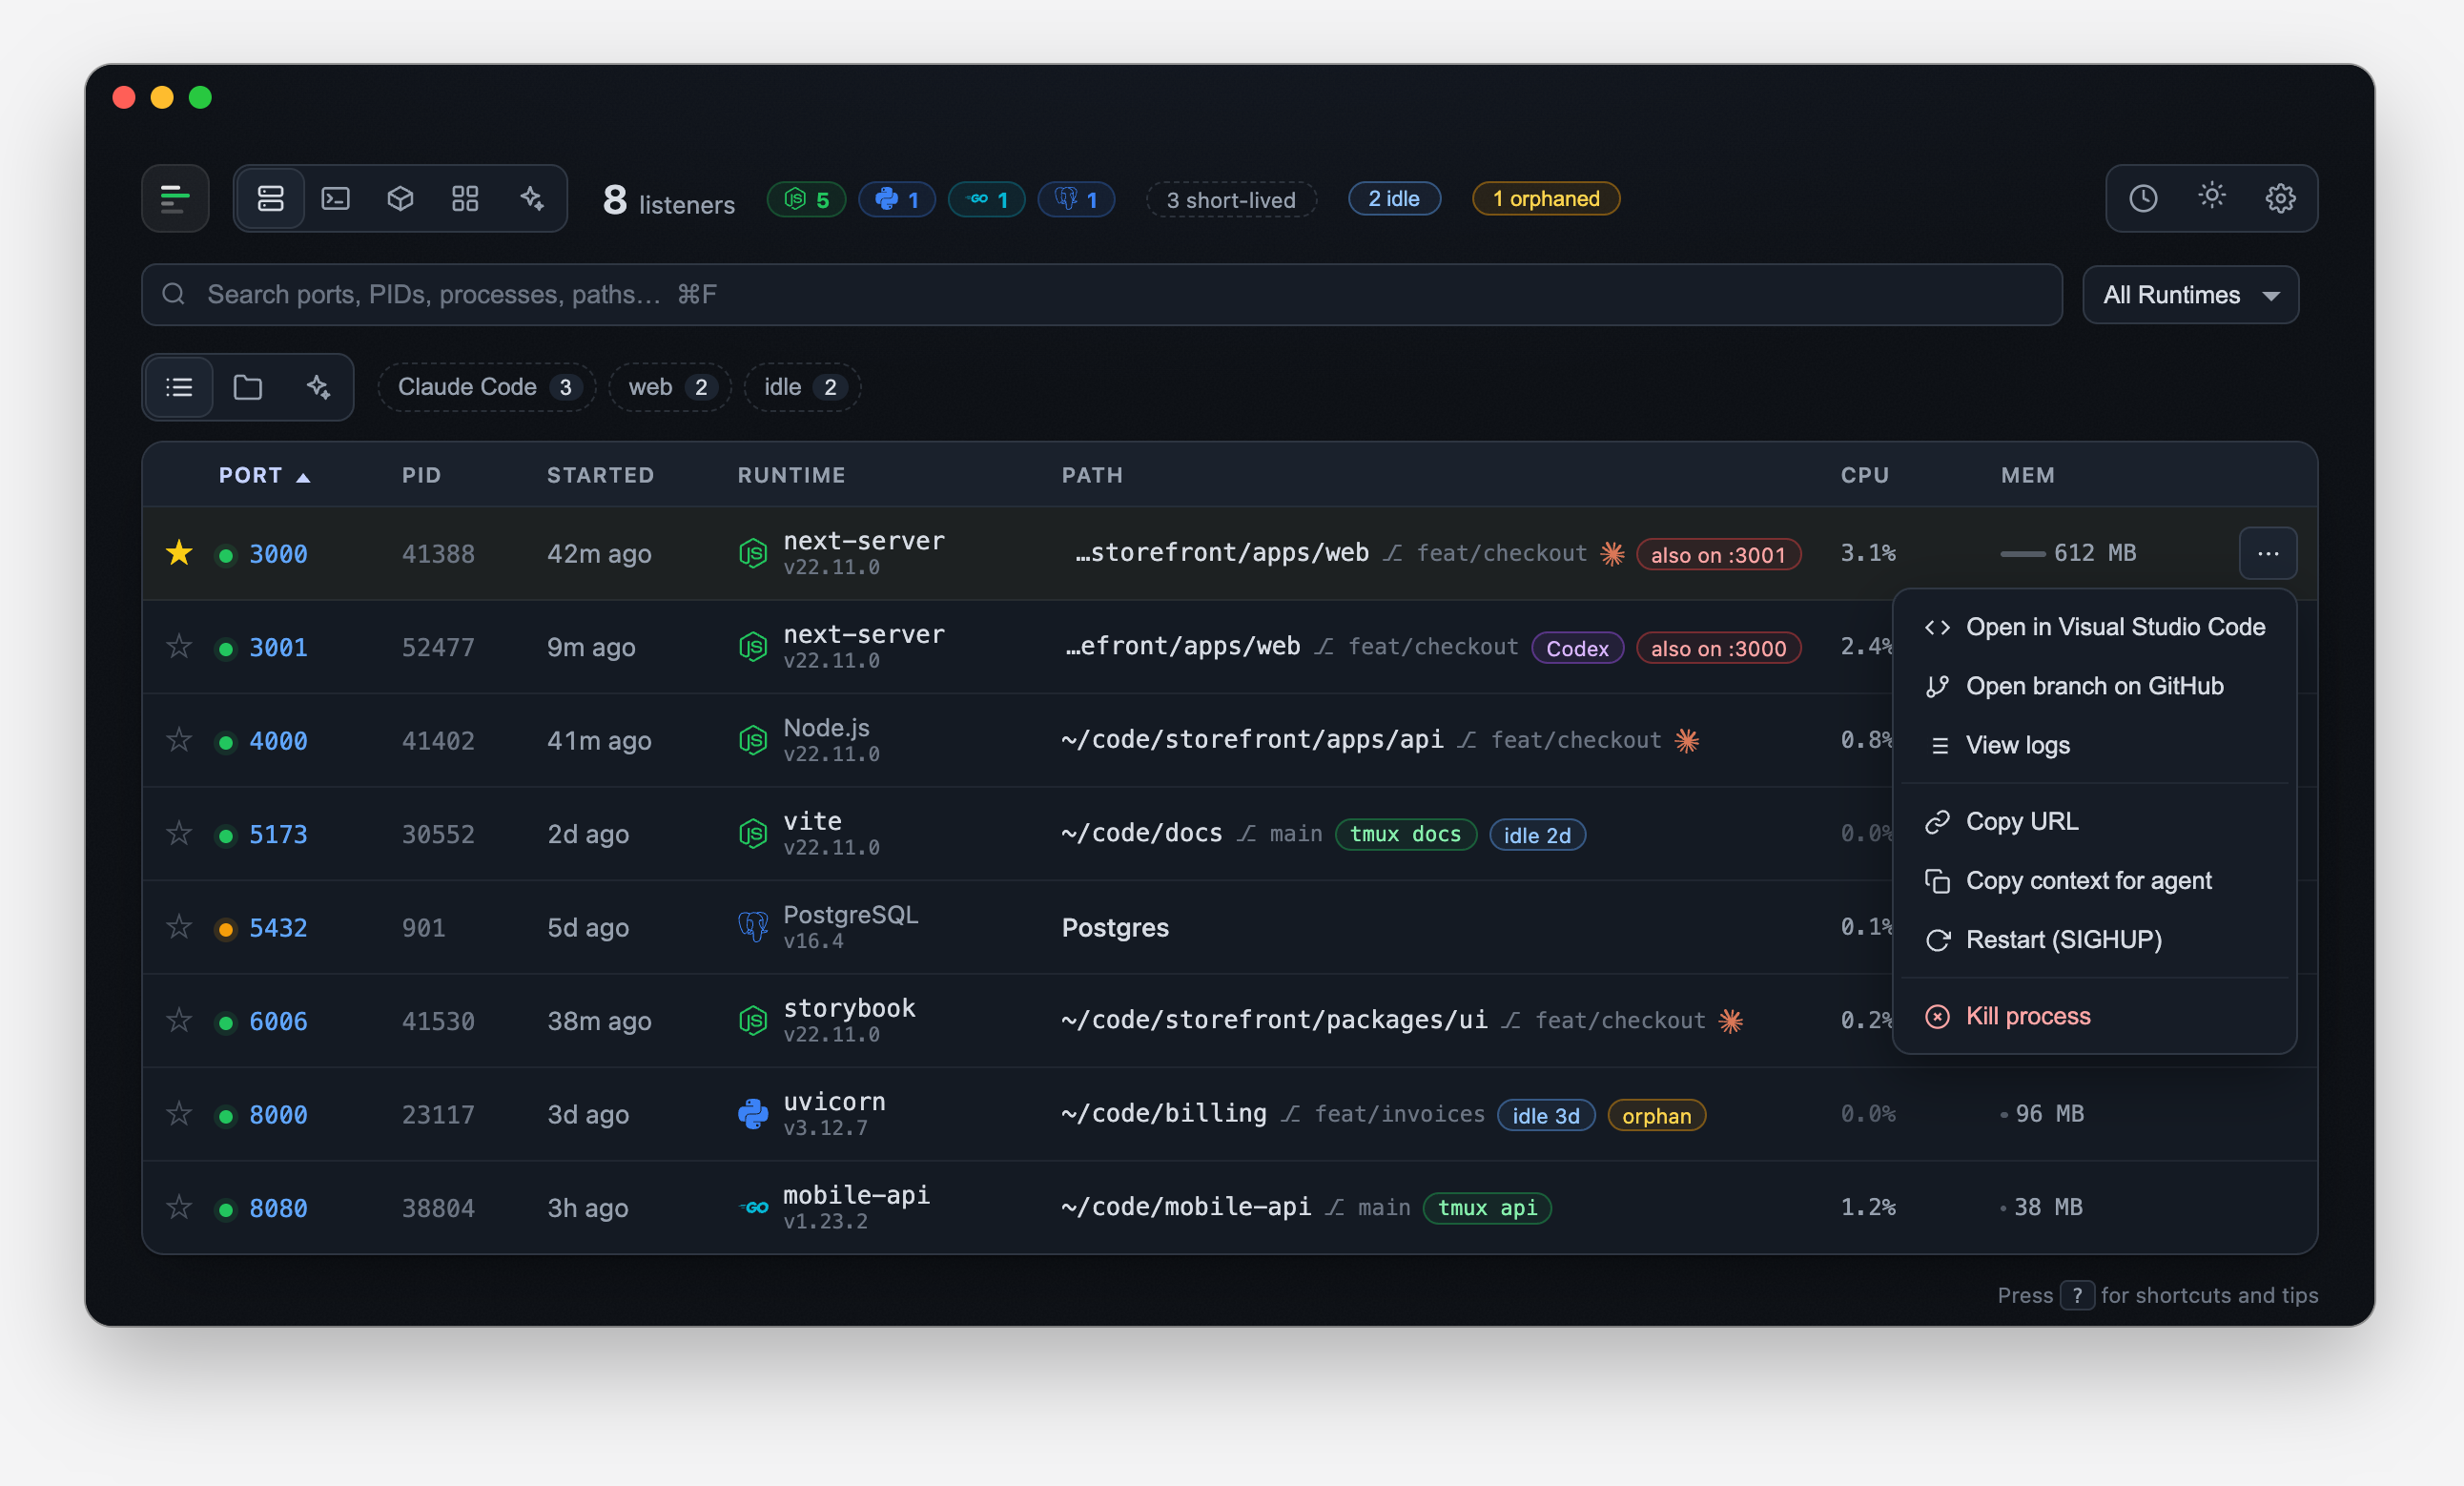 8 listeners 5 1 GO 1 1 3 short-lived 2 idle 1 orphaned
Search ports, PIDs, processes, paths… ⌘F All Runtimes
Claude Code 3 web 2 idle 2
PORT PID STARTED RUNTIME PATH CPU MEM
3000 41388 42m ago JS next-server …storefront/apps/web feat/checkout also on :3001 3.1% 612 MB ···
v22.11.0
3001 52477 9m ago JS next-server …efront/apps/web feat/checkout Codex also on :3000 2.4%
v22.11.0
4000 41402 41m ago JS Node.js ~/code/storefront/apps/api feat/checkout 0.8%
v22.11.0
5173 30552 2d ago JS vite ~/code/docs main tmux docs idle 2d 0.0%
v22.11.0
5432 901 5d ago PostgreSQL Postgres 0.1%
v16.4
6006 41530 38m ago JS storybook ~/code/storefront/packages/ui feat/checkout 0.2%
v22.11.0
8000 23117 3d ago uvicorn ~/code/billing feat/invoices idle 3d orphan 0.0% 96 MB
v3.12.7
8080 38804 3h ago GO mobile-api ~/code/mobile-api main tmux api 1.2% 38 MB
v1.23.2
Open in Visual Studio Code
Open branch on GitHub
View logs
Copy URL
Copy context for agent
Restart (SIGHUP)
Kill process
Press ? for shortcuts and tips